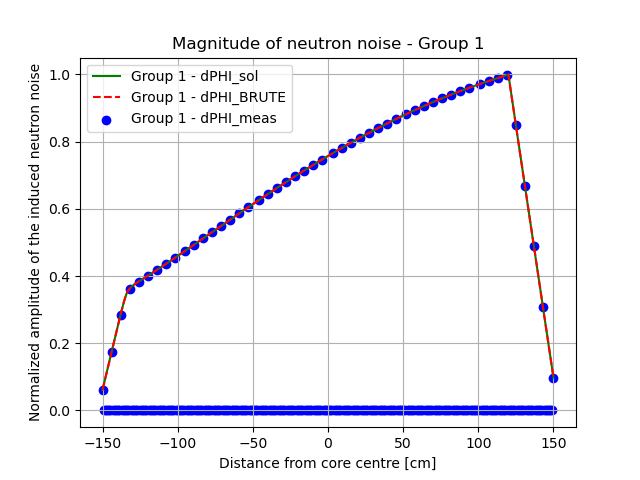 Magnitude of neutron noise - Group 1
Normalized amplitude of the induced neutron noise
1.0
0.8
0.6
0.4
0.2
0.0
Group 1 - dPHI_sol
Group 1 - dPHI_BRUTE
Group 1 - dPHI_meas
−150
−100
−50
0
50
100
150
Distance from core centre [cm]